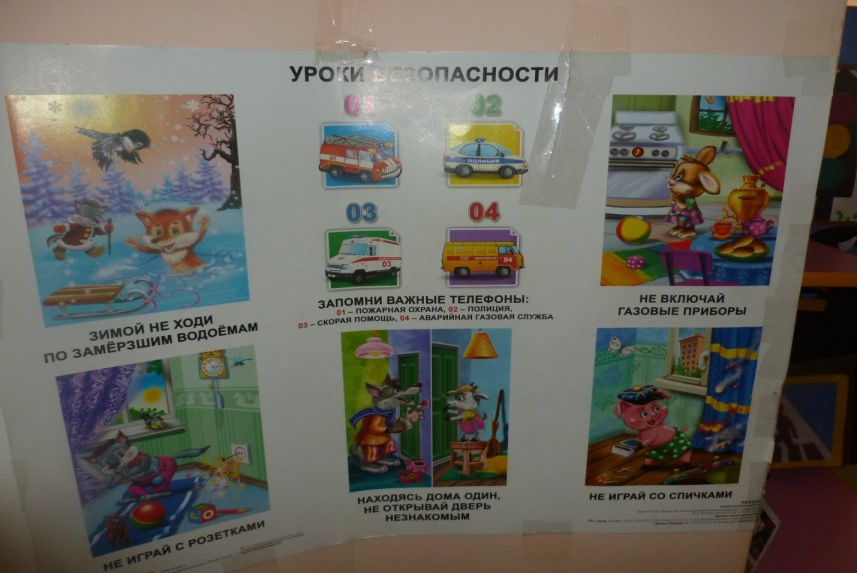 УРОКИ БЕЗОПАСНОСТИ
01 02
ПОЛИЦИЯ
03 04
03
04
ЗАПОМНИ ВАЖНЫЕ ТЕЛЕФОНЫ:
01 – ПОЖАРНАЯ ОХРАНА, 02 – ПОЛИЦИЯ,
03 – СКОРАЯ ПОМОЩЬ, 04 – АВАРИЙНАЯ ГАЗОВАЯ СЛУЖБА
ЗИМОЙ НЕ ХОДИ
ПО ЗАМЁРЗШИМ ВОДОЁМАМ
НЕ ВКЛЮЧАЙ
ГАЗОВЫЕ ПРИБОРЫ
НЕ ИГРАЙ С РОЗЕТКАМИ
НАХОДЯСЬ ДОМА ОДИН,
НЕ ОТКРЫВАЙ ДВЕРЬ
НЕЗНАКОМЫМ
НЕ ИГРАЙ СО СПИЧКАМИ